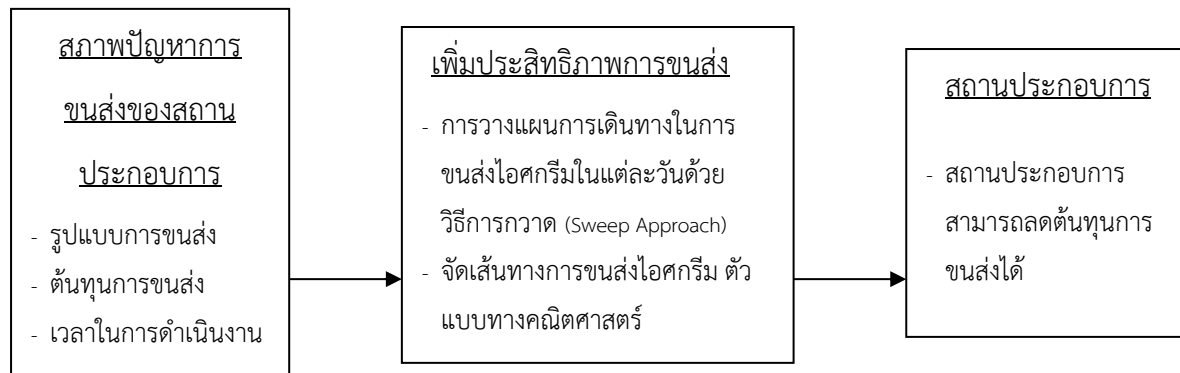 สภาพปัญหาการ
ขนส่งของสถาน
ประกอบการ
- รูปแบบการขนส่ง
- ต้นทุนการขนส่ง
- เวลาในการดำเนินงาน
เพิ่มประสิทธิภาพการขนส่ง
- การวางแผนการเดินทางในการ
ขนส่งไอศกรีมในแต่ละวันด้วย
วิธีการกวาด (Sweep Approach)
- จัดเส้นทางการขนส่งไอศกรีม ตัว
แบบทางคณิตศาสตร์
สถานประกอบการ
- สถานประกอบการ
สามารถลดต้นทุนการ
ขนส่งได้